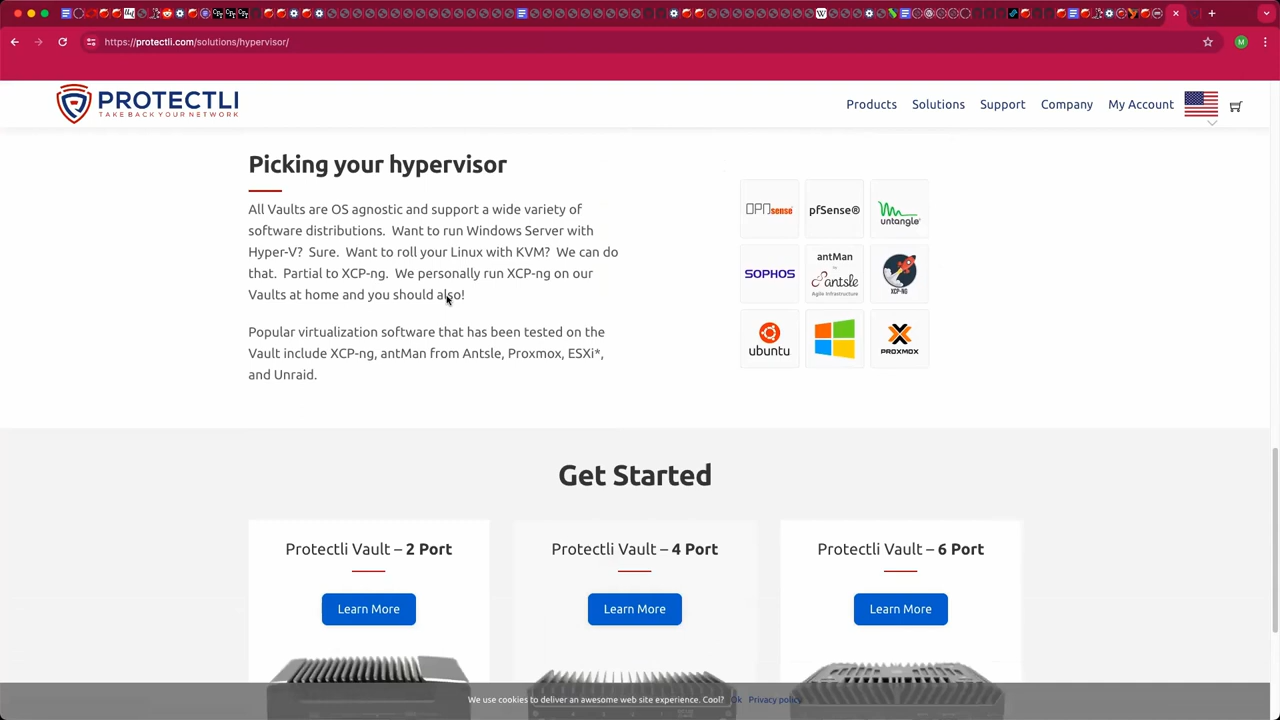 https://protectli.com/solutions/hypervisor/
M
PROTECTLI
TAKE BACK YOUR NETWORK
Products
Solutions
Support
Company
My Account
Picking your hypervisor
All Vaults are OS agnostic and support a wide variety of
software distributions. Want to run Windows Server with
Hyper-V? Sure. Want to roll your Linux with KVM? We can do
that. Partial to XCP-ng. We personally run XCP-ng on our
Vaults at home and you should also!
Popular virtualization software that has been tested on the
Vault include XCP-ng, antMan from Antsle, Proxmox, ESXi*,
and Unraid.
OPNsense
pfSense®
untangle
SOPHOS
antMan
by
antsle
Agile Infrastructure
XCP-NG
ubuntu
PROXMOX
Get Started
Protectli Vault – 2 Port
Learn More
Protectli Vault – 4 Port
Learn More
Protectli Vault – 6 Port
Learn More
We use cookies to deliver an awesome web site experience. Cool? Ok Privacy policy